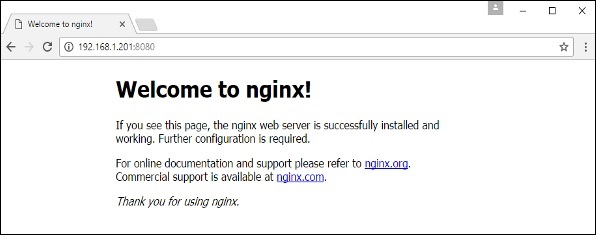 Welcome to nginx!
192.168.1.201:8080
Welcome to nginx!
If you see this page, the nginx web server is successfully installed and
working. Further configuration is required.
For online documentation and support please refer to nginx.org.
Commercial support is available at nginx.com.
Thank you for using nginx.